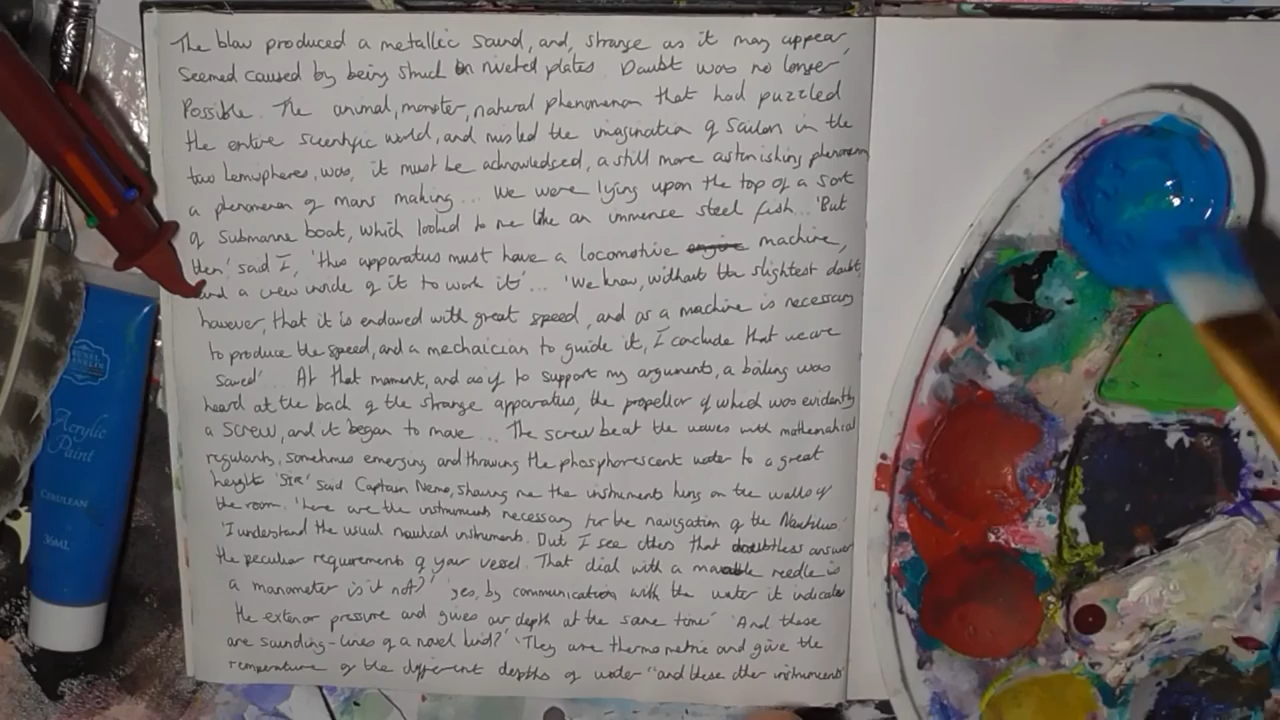 The blow produced a metallic sound, and, strange as it may appear,
seemed caused by being struck on riveted plates. Doubt was no longer
Possible. The animal, monster, natural phenomenon that had puzzled
the entire scientific world, and misled the imagination of sailors in the
two hemispheres, was, it must be acknowledged, a still more astonishing phenomenon
a phenomenon of mans making... We were lying upon the top of a sort
of submarine boat, which looked to me like an immense steel fish... 'But
then' said I, 'this apparatus must have a locomotive engine machine,
and a crew inside of it to work it'... 'We know, without the slightest doubt,
however, that it is endowed with great speed, and as a machine is necessary
to produce the speed, and a mechaician to guide it, I conclude that we are
saved'... At that moment, and as if to support my arguments, a boiling was
heard at the back of the strange apparatus, the propellor of which was evidently
a screw, and it began to move... The screw beat the waves with mathematical
regularity, sometimes emerging and throwing the phosphorescent water to a great
height 'Sir' said Captain Nemo, showing me the instruments hung on the walls of
the room. 'here are the instruments necessary for the navigation of the Nautilus.'
'I understand the usual nautical instruments. But I see others that doubtless answer
the peculiar requirements of your vessel. That dial with a movable needle is
a manometer is it not?' 'yes, by communication with the water it indicates
the exterior pressure and gives our depth at the same time' 'And these
are sounding-lines of a novel kind?' 'They are thermometric and give the
temperature of the different depths of water' "and these other instruments
Acrylic
Paint
CERULEAN
36ML